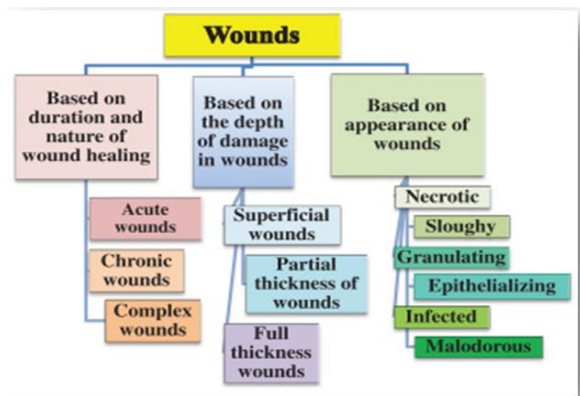 Wounds
Based on
duration and
nature of
wound healing
Acute
wounds
Chronic
wounds
Complex
wounds
Based on
the depth
of damage
in wounds
Superficial
wounds
Partial
thickness of
wounds
Full
thickness
wounds
Based on
appearance of
wounds
Necrotic
Sloughy
Granulating
Epithelializing
Infected
Malodorous